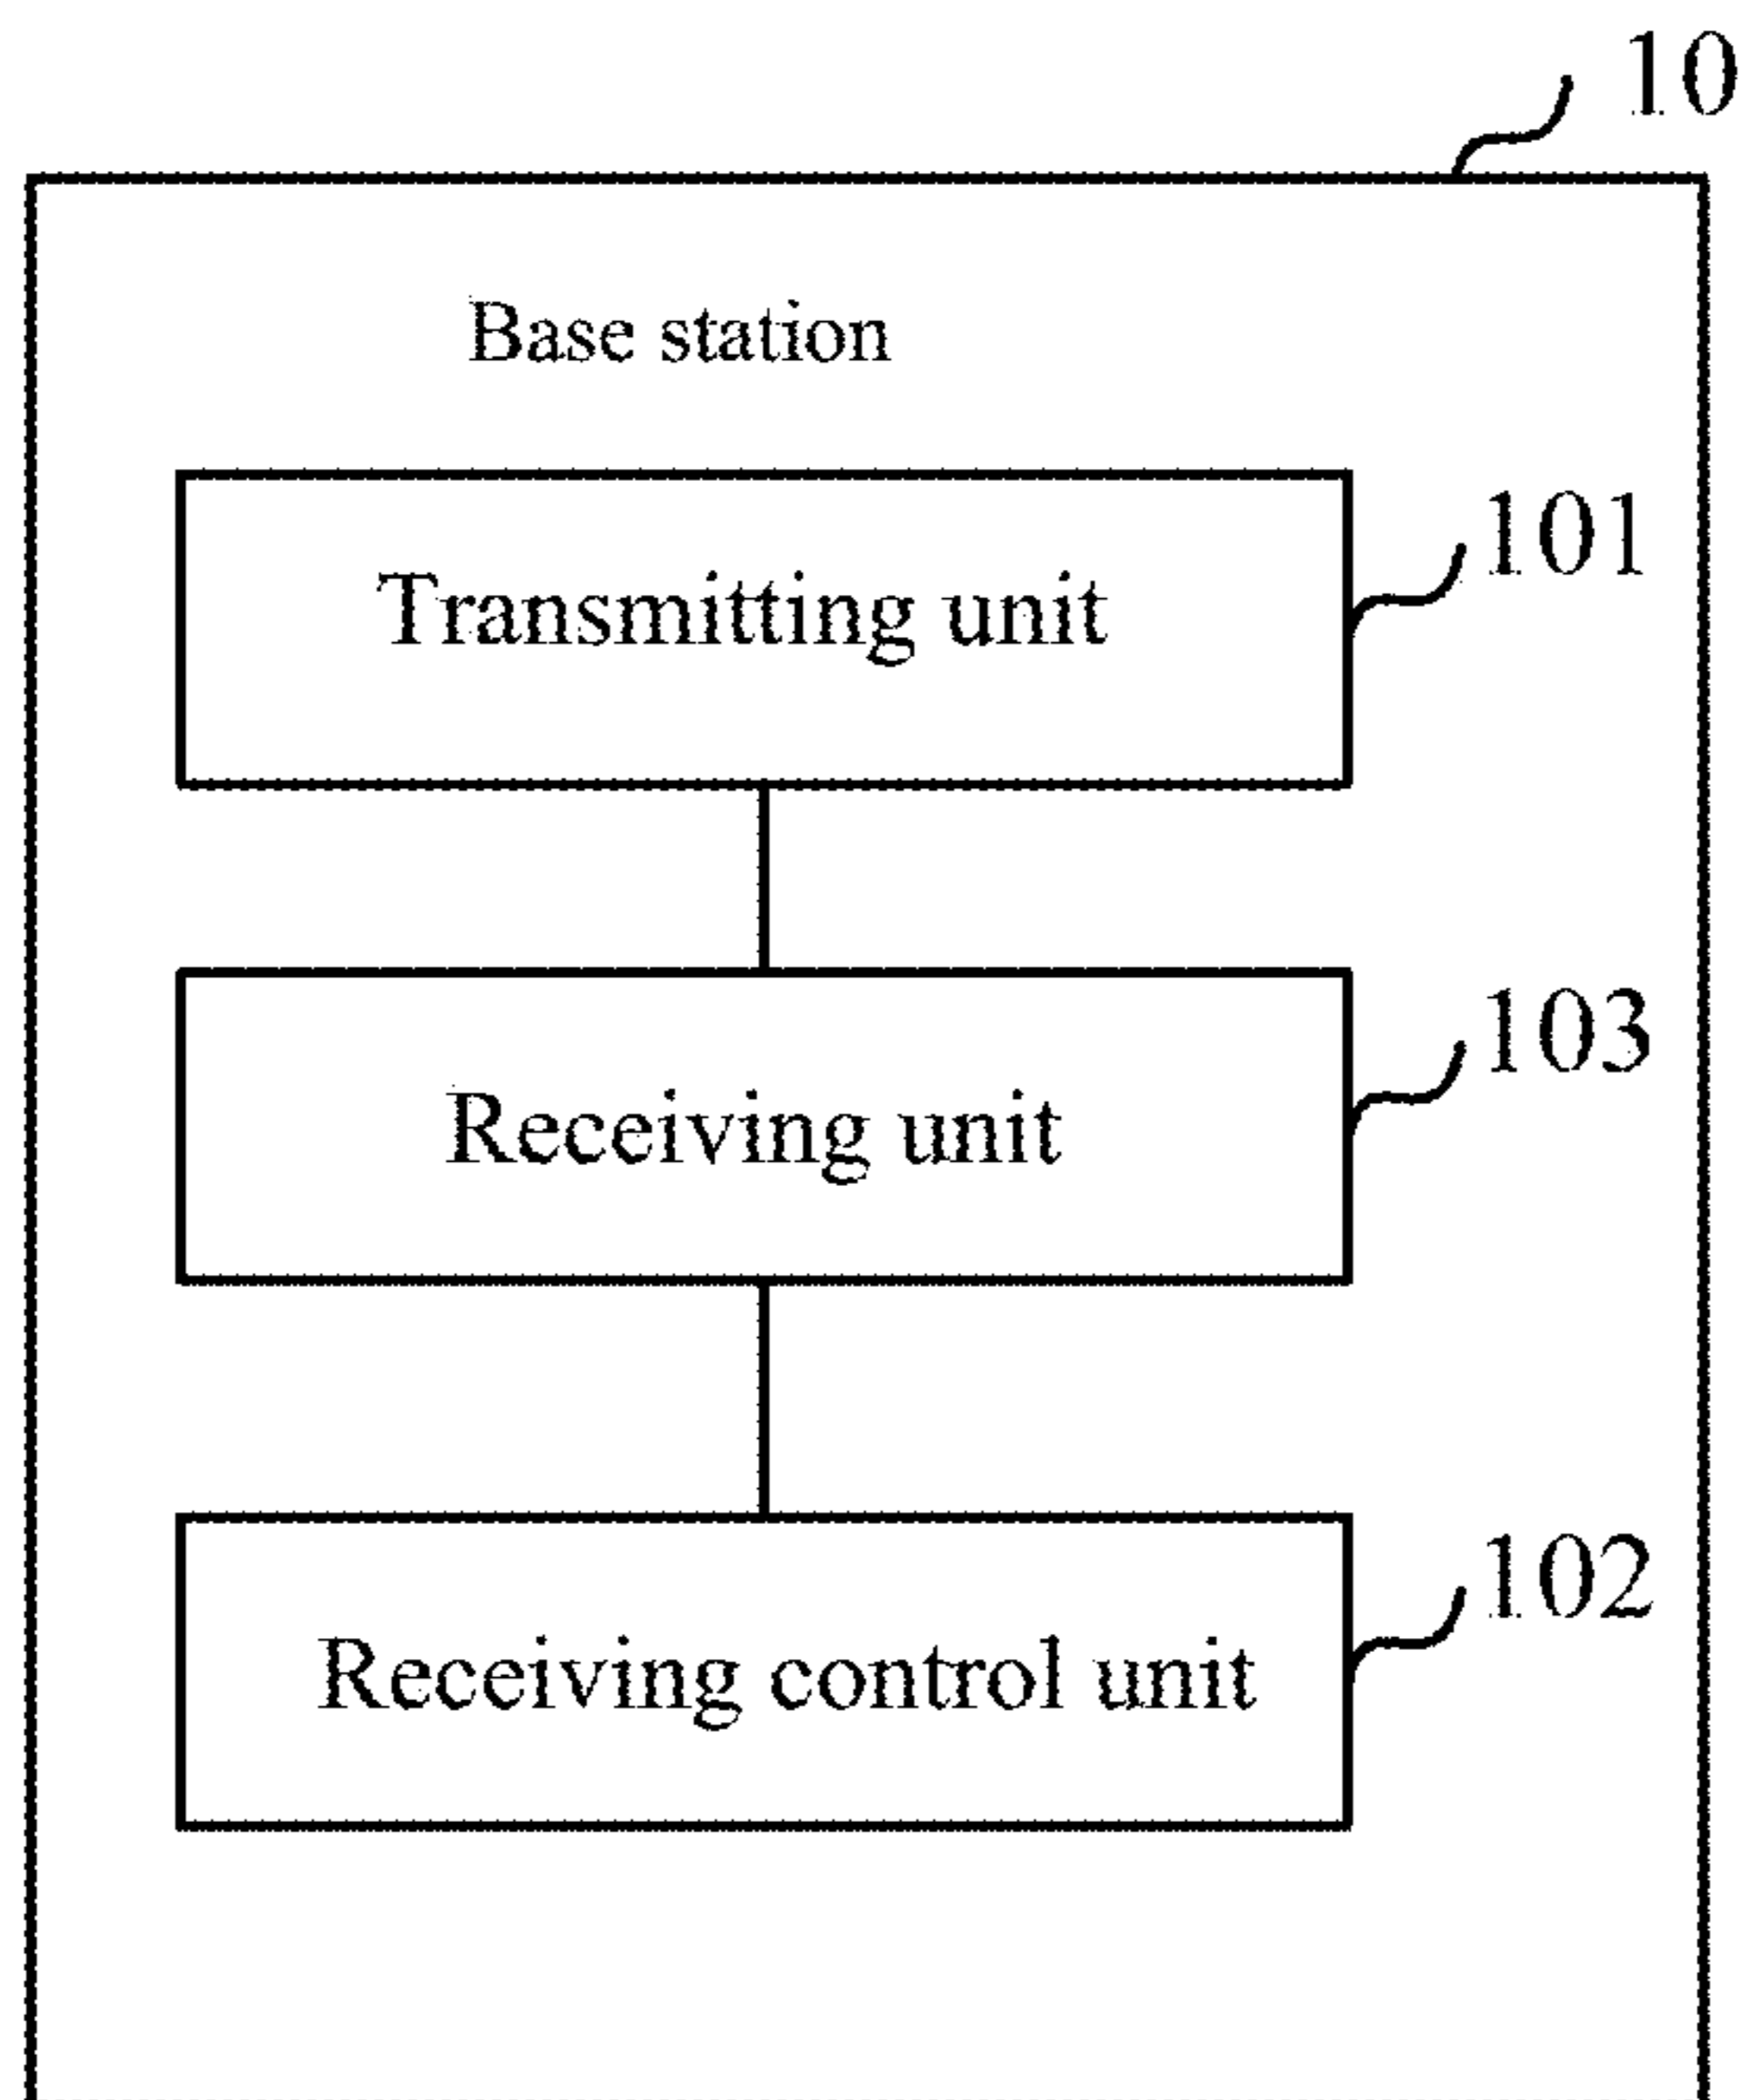 10
Base station
Transmitting unit
101
Receiving unit
103
Receiving control unit
102